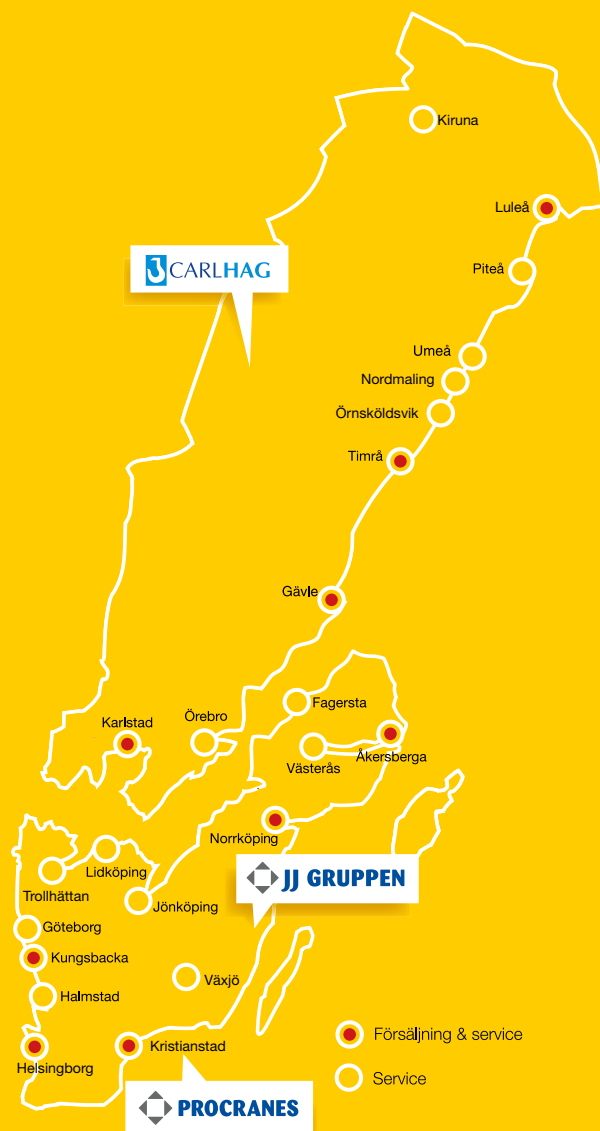 Kiruna
Luleå
CARLHAG
Piteå
Umeå
Nordmaling
Örnsköldsvik
Timrå
Gävle
Fagersta
Örebro
Karlstad
Åkersberga
Västerås
Norrköping
Lidköping
JJ GRUPPEN
Trollhättan
Jönköping
Göteborg
Kungsbacka
Växjö
Halmstad
Försäljning & service
Kristianstad
Helsingborg
Service
PROCRANES